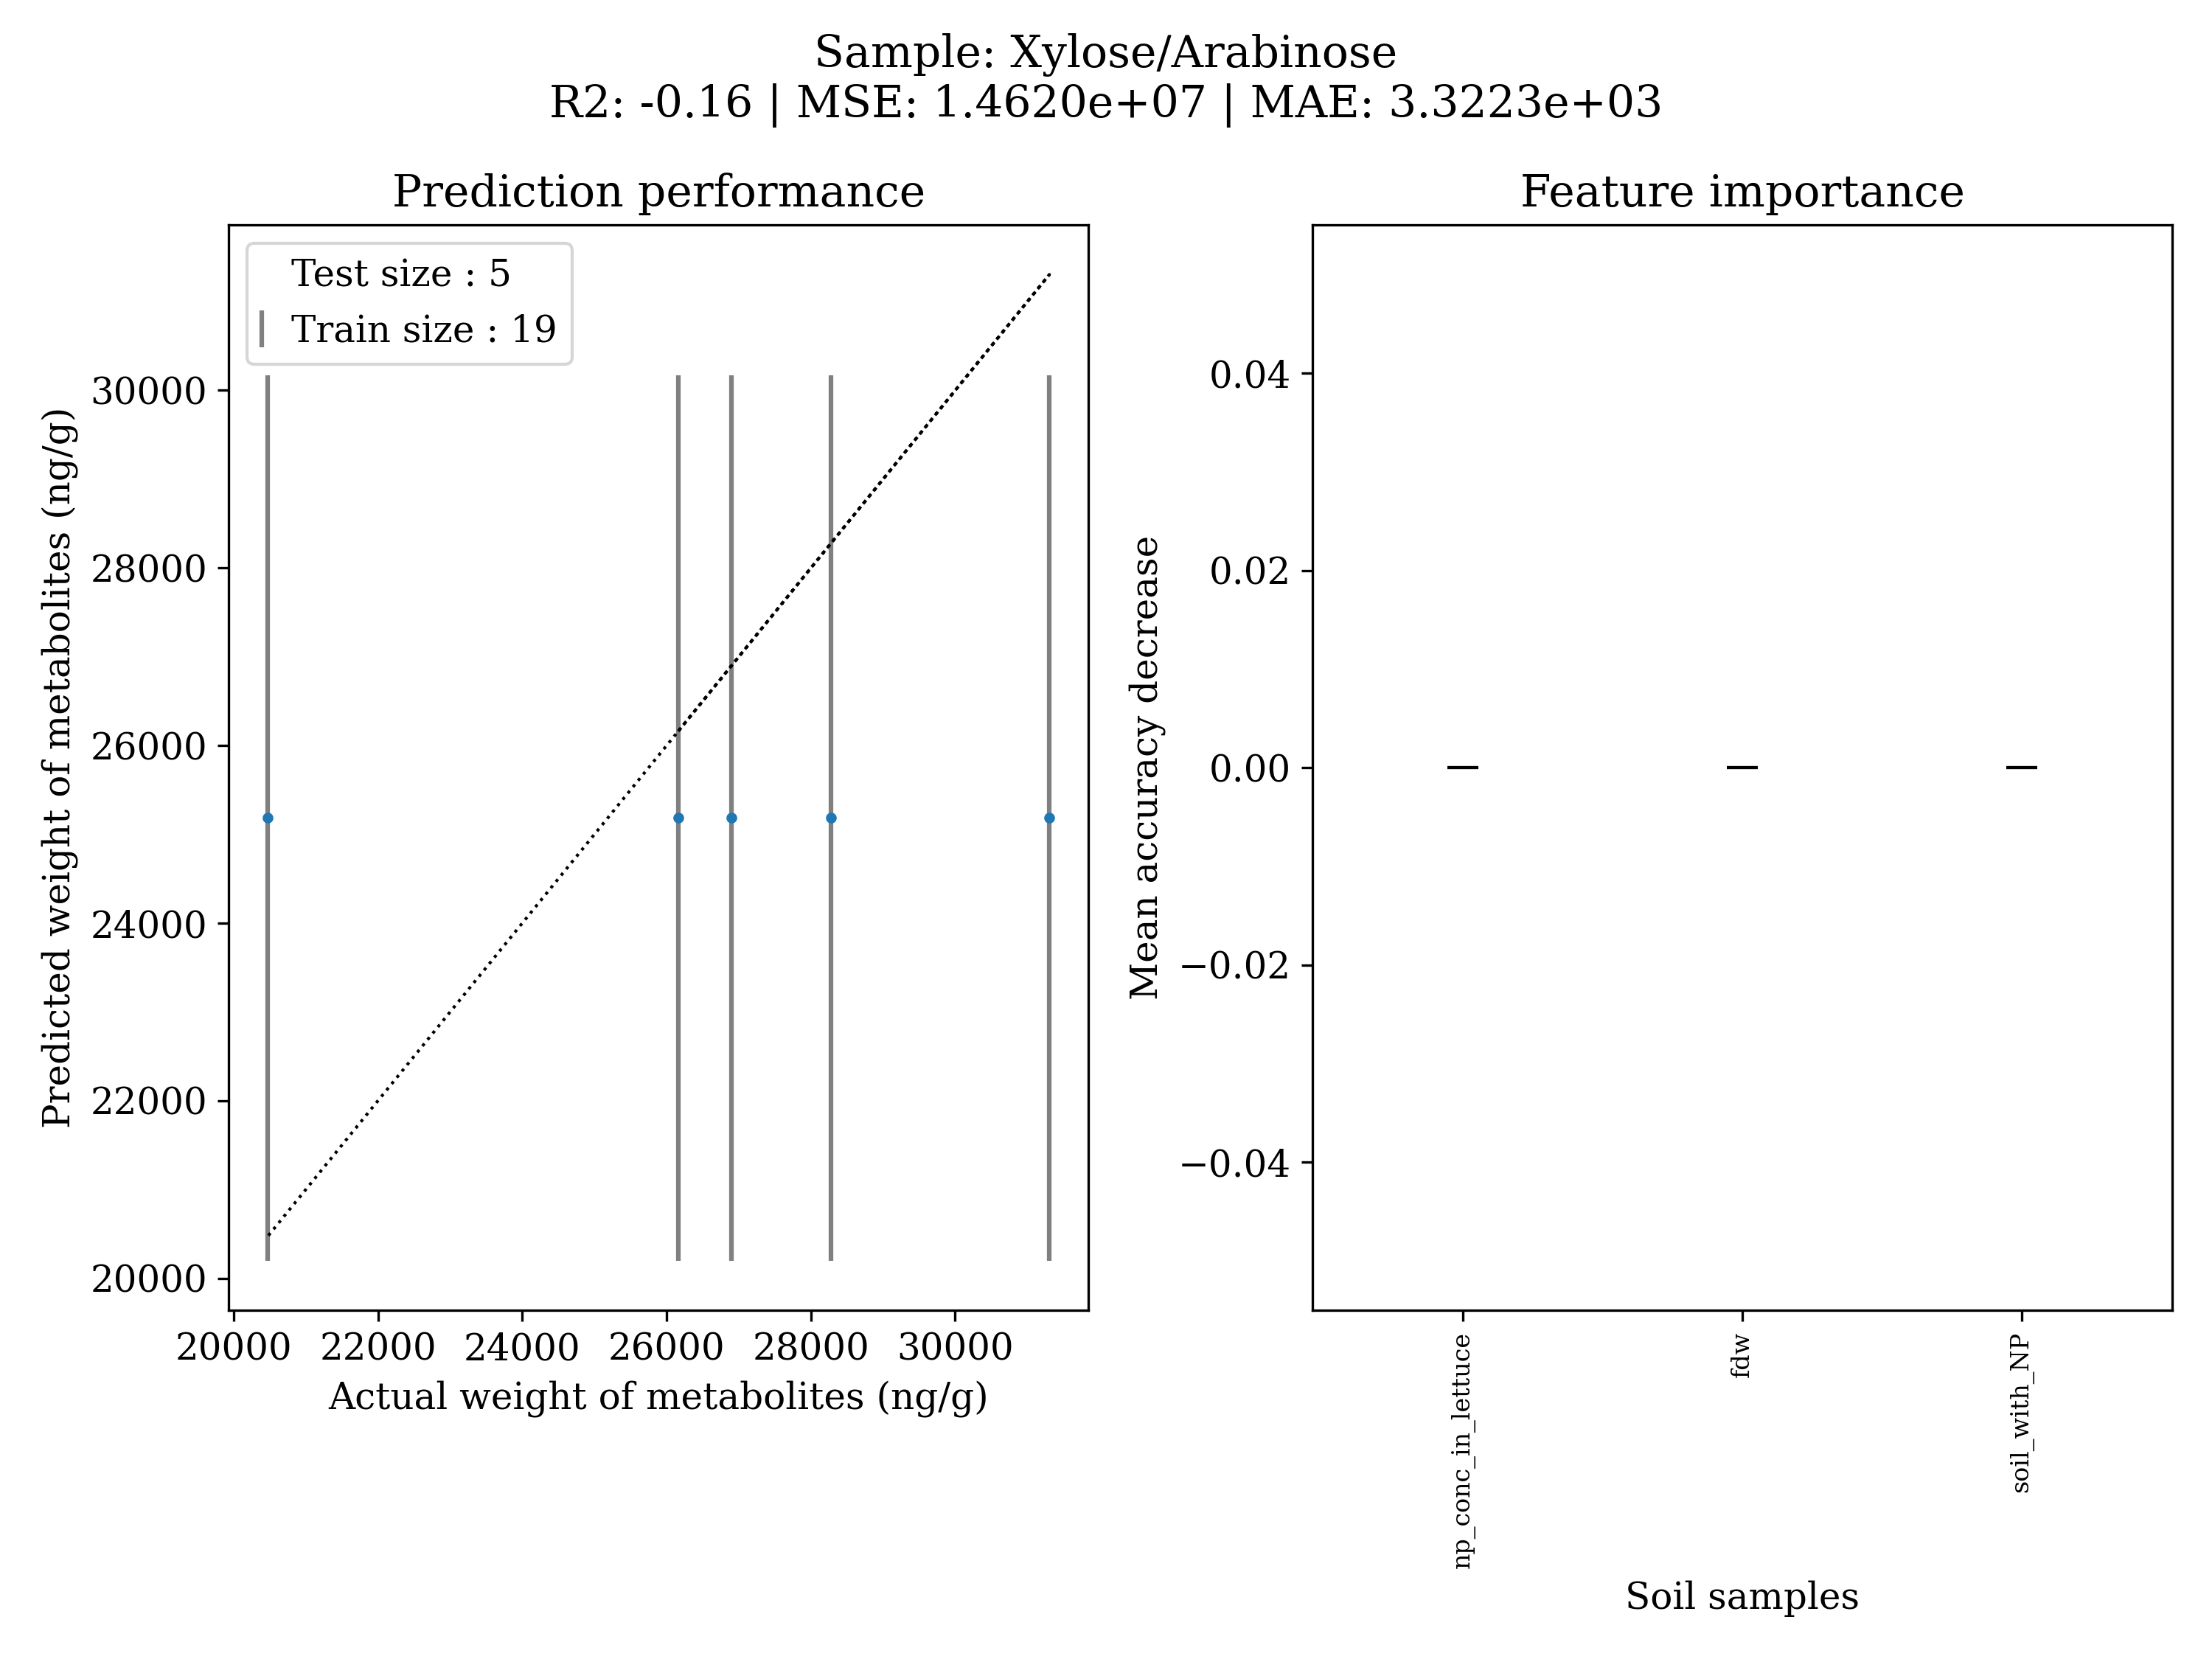 Sample: Xylose/Arabinose
R2: -0.16 | MSE: 1.4620e+07 | MAE: 3.3223e+03
Prediction performance
Test size : 5
Train size : 19
Predicted weight of metabolites (ng/g)
30000
28000
26000
24000
22000
20000
20000 22000 24000 26000 28000 30000
Actual weight of metabolites (ng/g)
Feature importance
Mean accuracy decrease
0.04
0.02
0.00
−0.02
−0.04
np_conc_in_lettuce
fdw
soil_with_NP
Soil samples